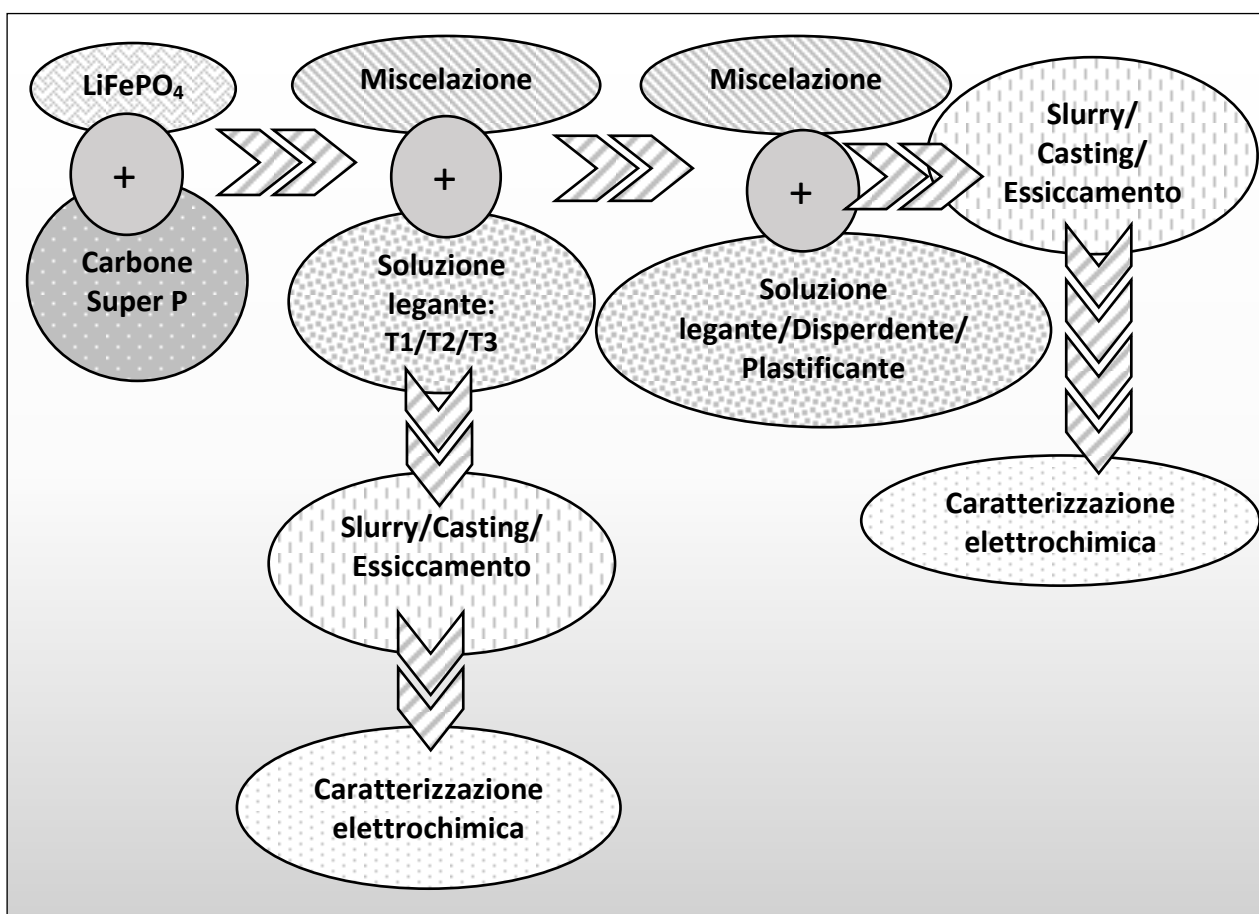 LiFePO₄
+
Carbone
Super P
Miscelazione
+
Soluzione
legante:
T1/T2/T3
Slurry/Casting/
Essiccamento
Caratterizzazione
elettrochimica
Miscelazione
+
Soluzione
legante/Disperdente/
Plastificante
Slurry/
Casting/
Essiccamento
Caratterizzazione
elettrochimica